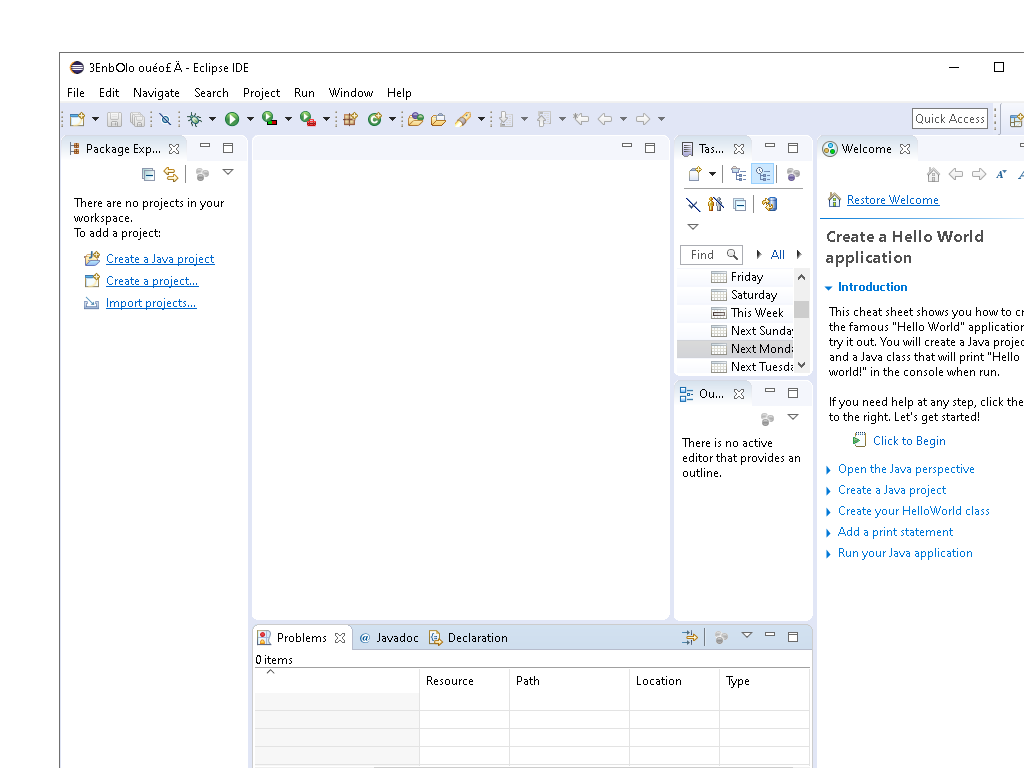 3EnbOlo ouéo£ Ä - Eclipse IDE
File Edit Navigate Search Project Run Window Help
Quick Access
Package Exp...
There are no projects in your
workspace.
To add a project:
Create a Java project
Create a project...
Import projects...
Tas...
Find
All
Friday
Saturday
This Week
Next Sunday
Next Monda
Next Tuesda
Ou...
There is no active
editor that provides an
outline.
Welcome
Restore Welcome
Create a Hello World
application
Introduction
This cheat sheet shows you how to cr
the famous "Hello World" application
try it out. You will create a Java projec
and a Java class that will print "Hello
world!" in the console when run.
If you need help at any step, click the
to the right. Let's get started!
Click to Begin
Open the Java perspective
Create a Java project
Create your HelloWorld class
Add a print statement
Run your Java application
Problems @ Javadoc Declaration
0 items
Resource Path Location Type